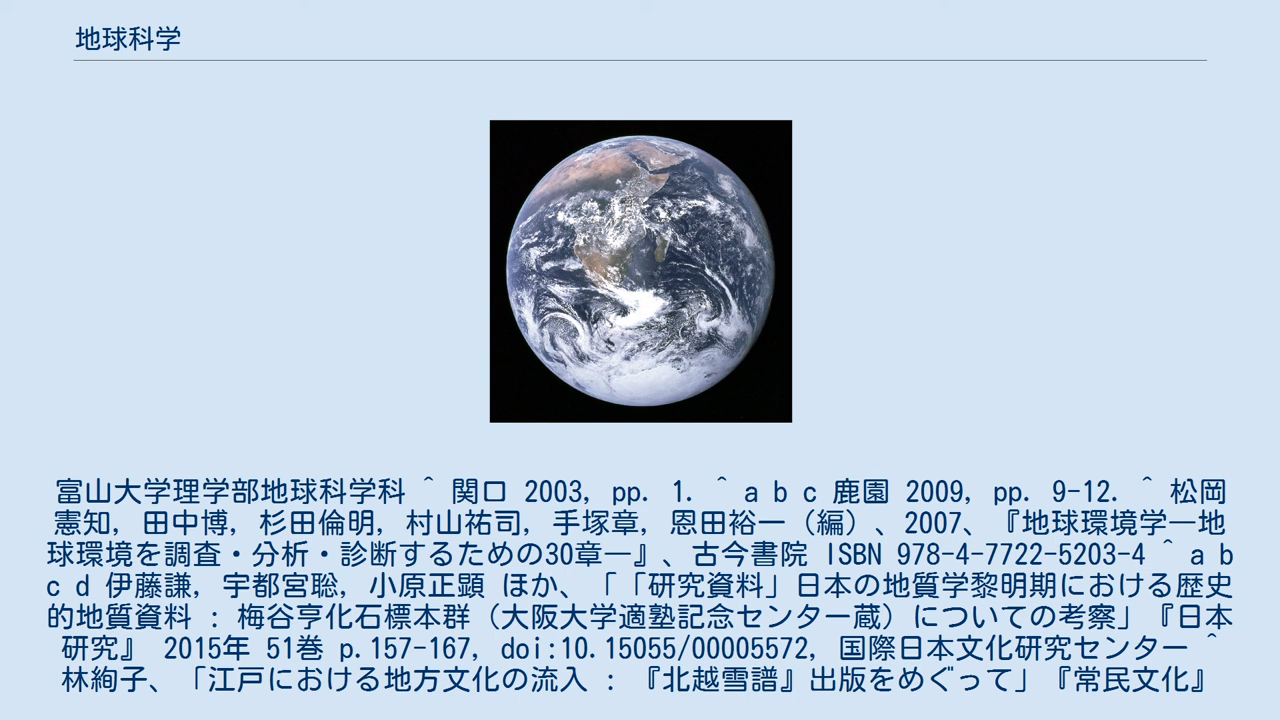 地球科学
富山大学理学部地球科学科 ^ 関口 2003, pp. 1. ^ a b c 鹿園 2009, pp. 9-12. ^ 松岡
憲知, 田中博, 杉田倫明, 村山祐司, 手塚章, 恩田裕一（編）、2007、『地球環境学―地
球環境を調査・分析・診断するための30章―』、古今書院 ISBN 978-4-7722-5203-4 ^ a b
c d 伊藤謙, 宇都宮聡, 小原正顕 ほか、「「研究資料」日本の地質学黎明期における歴史
的地質資料 : 梅谷亨化石標本群（大阪大学適塾記念センター蔵）についての考察」『日本
研究』 2015年 51巻 p.157-167, doi:10.15055/00005572, 国際日本文化研究センター ^
林絢子、「江戸における地方文化の流入 : 『北越雪譜』出版をめぐって」『常民文化』